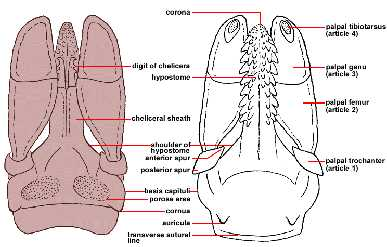 corona
digit of chelicera
hypostome
cheliceral sheath
shoulder of
hypostome
anterior spur
posterior spur
basis capituli
porose area
cornua
auricula
transverse sutural
line
palpal tibiotarsus
(article 4)
palpal genu
(article 3)
palpal femur
(article 2)
palpal trochanter
(article 1)